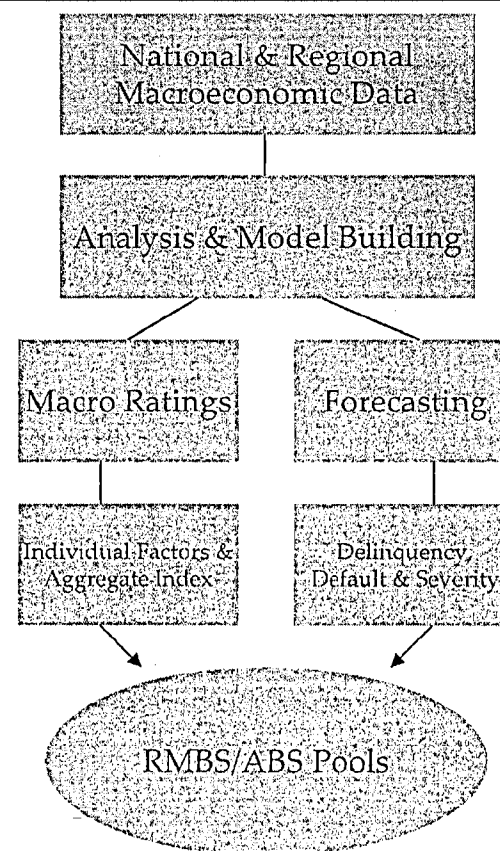 National & Regional
Macroeconomic Data
Analysis & Model Building
Macro Ratings
Forecasting
Individual Factors &
Aggregate Index
Delinquency,
Default & Severity
RMBS/ABS Pools